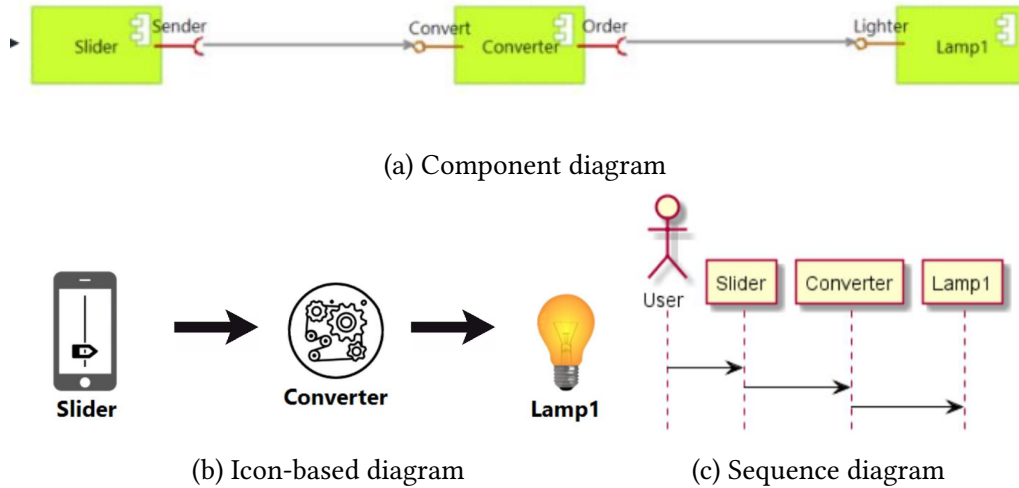 Sender
Convert
Order
Lighter
Slider
Converter
Lamp1
(a) Component diagram
User
Slider
Converter
Lamp1
Slider
Converter
Lamp1
(b) Icon-based diagram
(c) Sequence diagram